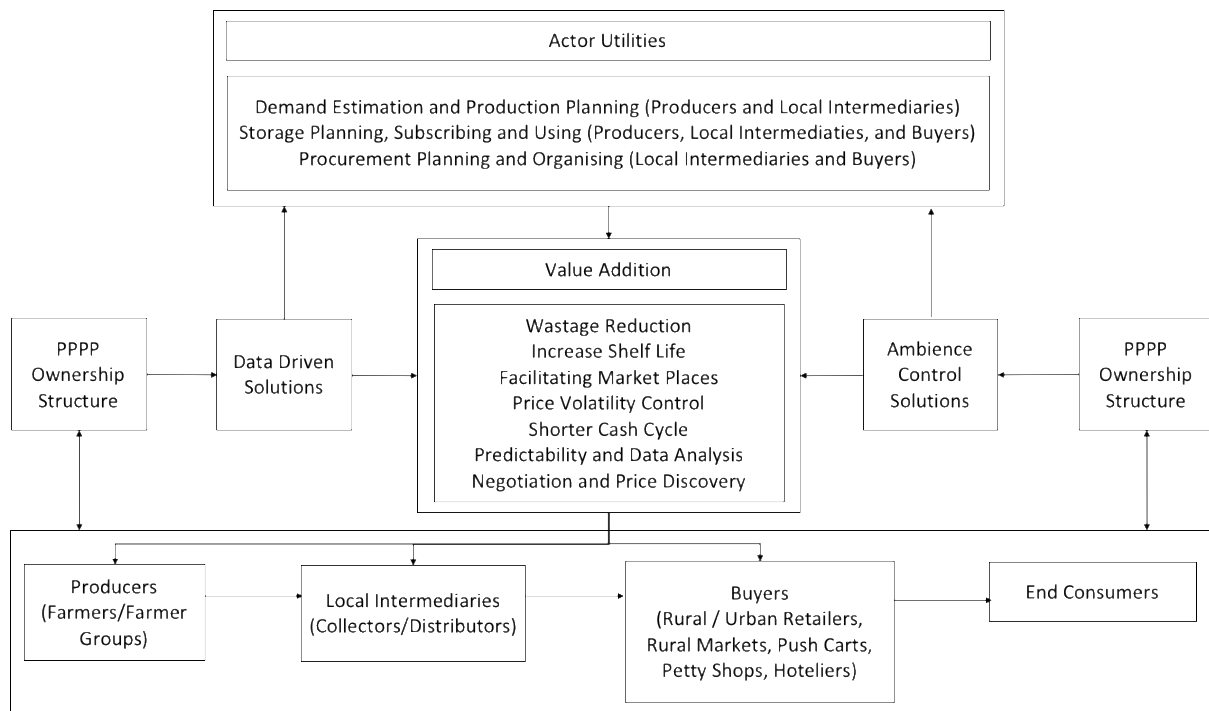 Actor Utilities
Demand Estimation and Production Planning (Producers and Local Intermediaries)
Storage Planning, Subscribing and Using (Producers, Local Intermediaties, and Buyers)
Procurement Planning and Organising (Local Intermediaries and Buyers)
Value Addition
Wastage Reduction
Increase Shelf Life
Facilitating Market Places
Price Volatility Control
Shorter Cash Cycle
Predictability and Data Analysis
Negotiation and Price Discovery
PPPP
Ownership
Structure
Data Driven
Solutions
Ambience
Control
Solutions
PPPP
Ownership
Structure
Producers
(Farmers/Farmer
Groups)
Local Intermediaries
(Collectors/Distributors)
Buyers
(Rural / Urban Retailers,
Rural Markets, Push Carts,
Petty Shops, Hoteliers)
End Consumers